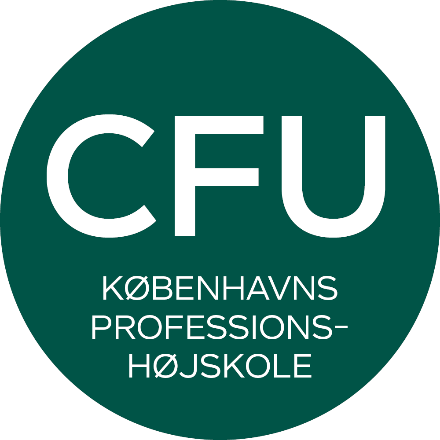 CFU
KØBENHAVNS
PROFESSIONS-
HØJSKOLE